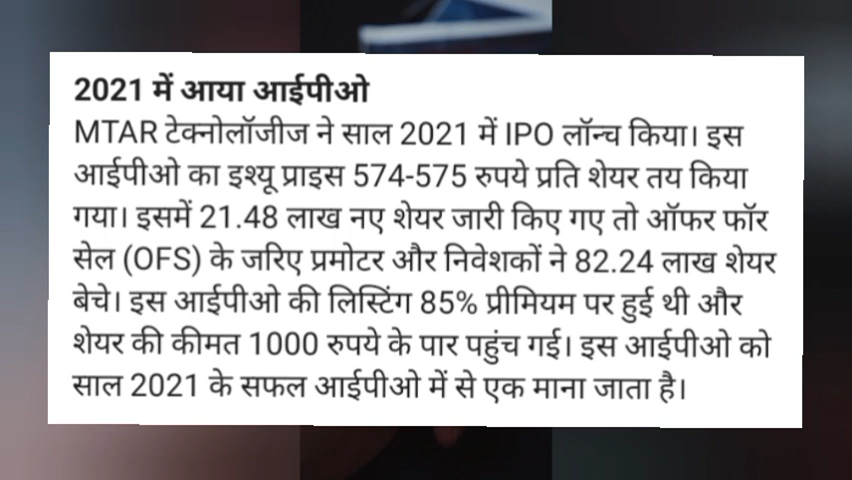 2021 में आया आईपीओ
MTAR टेक्नोलॉजीज ने साल 2021 में IPO लॉन्च किया। इस
आईपीओ का इश्यू प्राइस 574-575 रुपये प्रति शेयर तय किया
गया। इसमें 21.48 लाख नए शेयर जारी किए गए तो ऑफर फॉर
सेल (OFS) के जरिए प्रमोटर और निवेशकों ने 82.24 लाख शेयर
बेचे। इस आईपीओ की लिस्टिंग 85% प्रीमियम पर हुई थी और
शेयर की कीमत 1000 रुपये के पार पहुंच गई। इस आईपीओ को
साल 2021 के सफल आईपीओ में से एक माना जाता है।